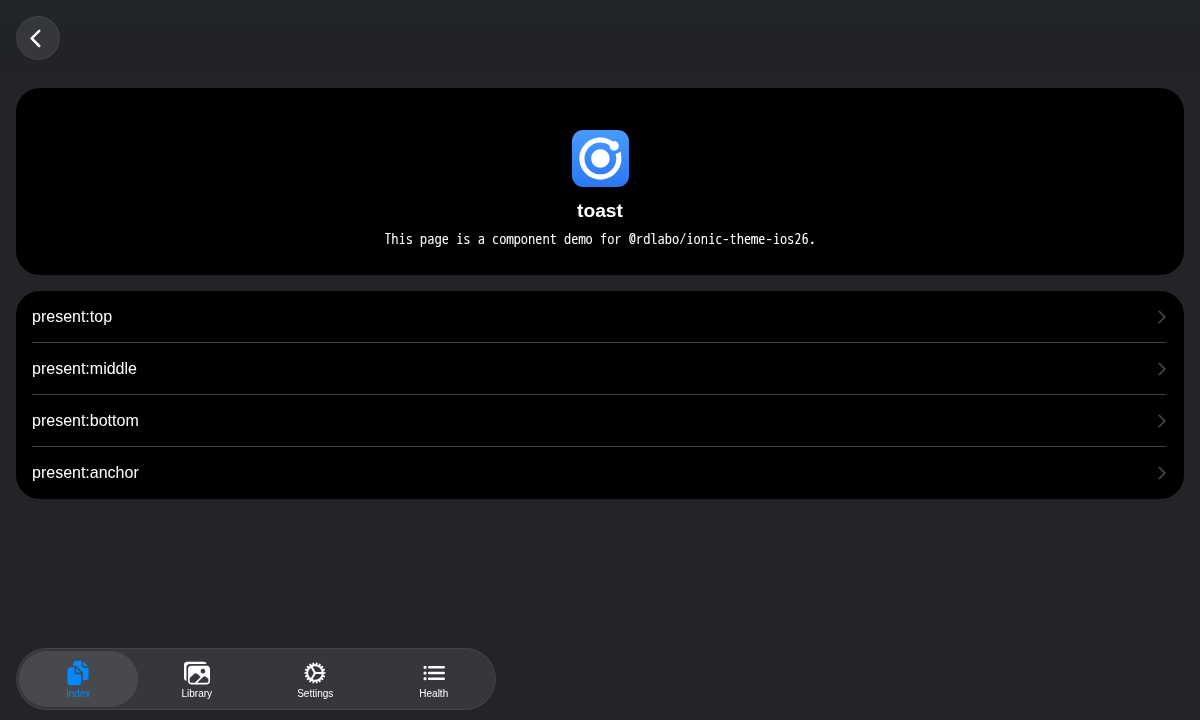 toast
This page is a component demo for @rdlabo/ionic-theme-ios26.
present:top
present:middle
present:bottom
present:anchor
Index
Library
Settings
Health